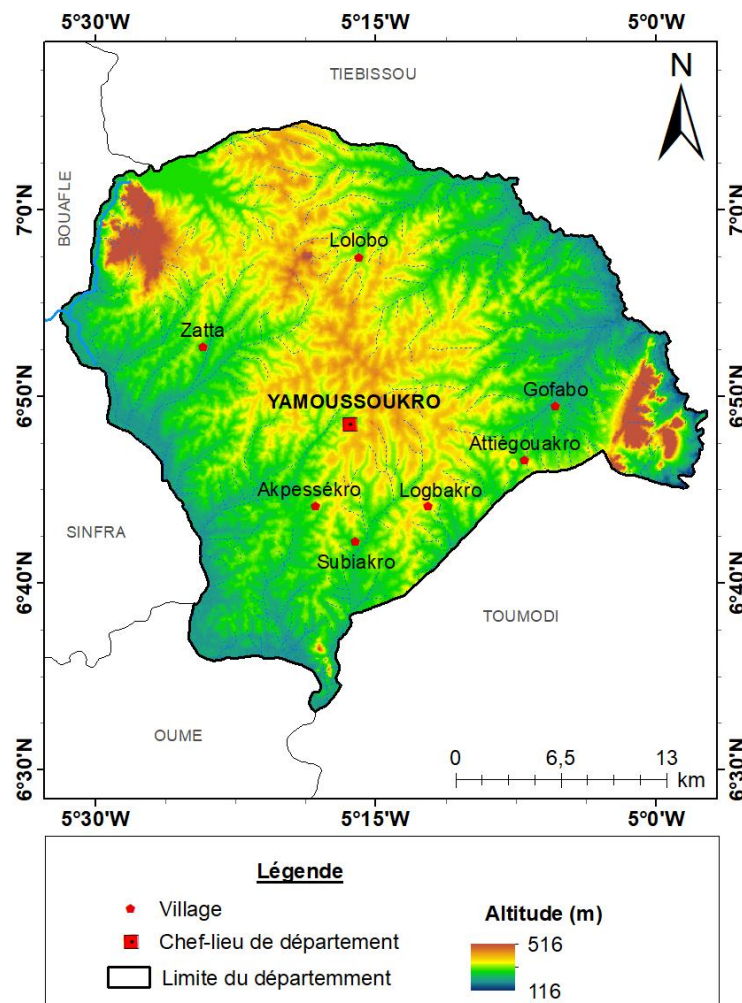 5°30'W 5°15'W 5°0'W
TIEBISSOU
N
BOUAFLE
7°0'N 7°0'N
Lolobo
Zatta
6°50'N 6°50'N
Gofabo
YAMOUSSOUKRO
Attiégouakro
Akpessékro Logbakro
SINFRA
Subiakro
6°40'N 6°40'N
TOUMODI
OUME
0 6,5 13
km
6°30'N 6°30'N
5°30'W 5°15'W 5°0'W
Légende
Village
Chef-lieu de département
Limite du départemment
Altitude (m)
516
116